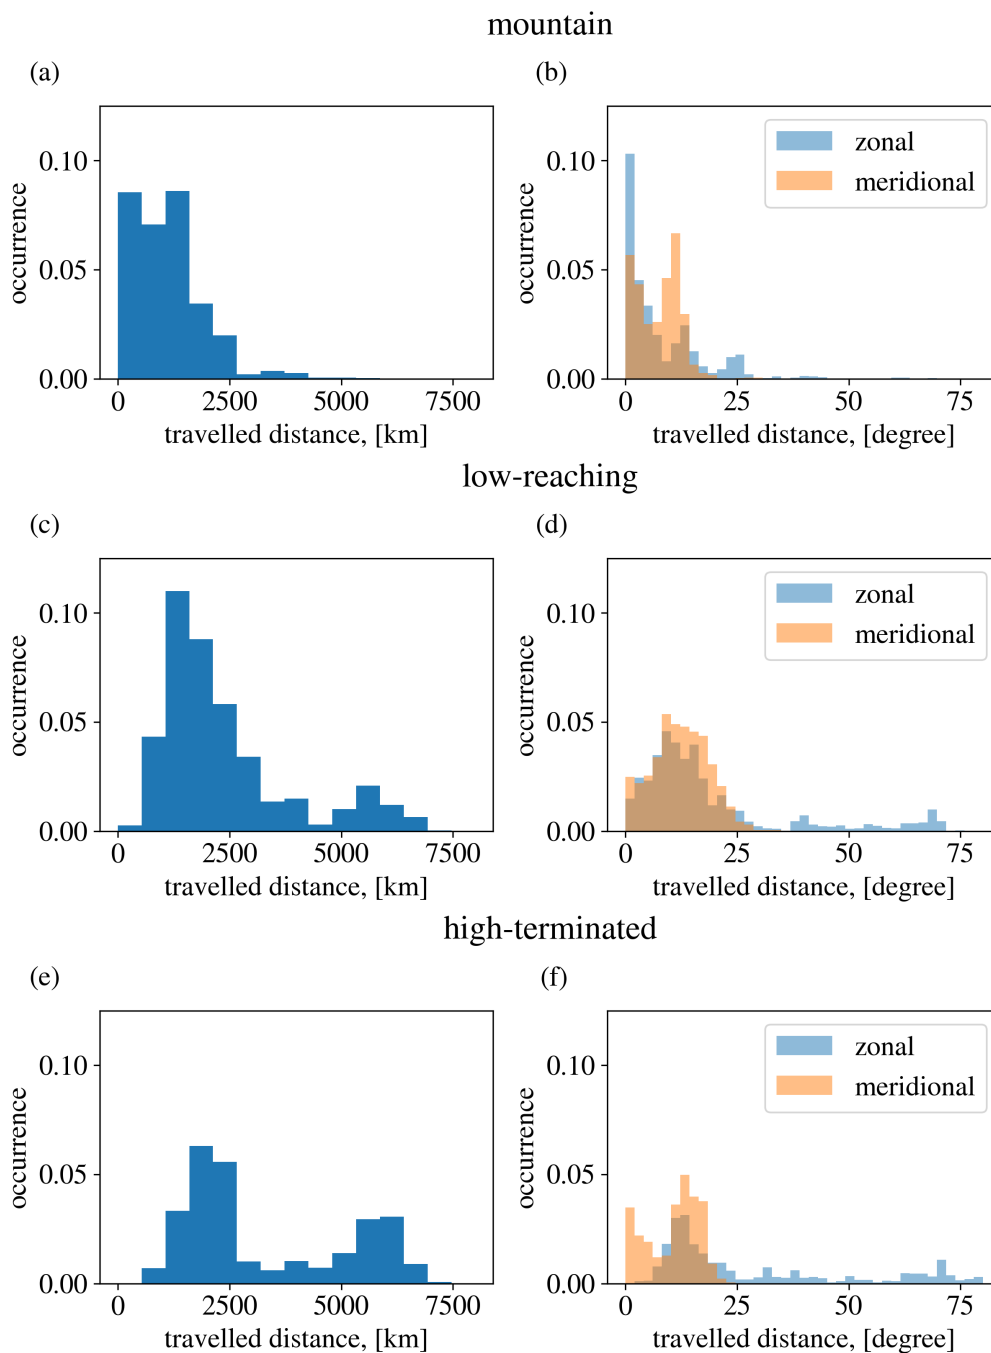 mountain
(a)
(b)
occurrence
0.10
0.05
0.00
0 2500 5000 7500
travelled distance, [km]
occurrence
0.10
0.05
0.00
zonal
meridional
0 25 50 75
travelled distance, [degree]
low-reaching
(c)
(d)
occurrence
0.10
0.05
0.00
0 2500 5000 7500
travelled distance, [km]
occurrence
0.10
0.05
0.00
zonal
meridional
0 25 50 75
travelled distance, [degree]
high-terminated
(e)
(f)
occurrence
0.10
0.05
0.00
0 2500 5000 7500
travelled distance, [km]
occurrence
0.10
0.05
0.00
zonal
meridional
0 25 50 75
travelled distance, [degree]